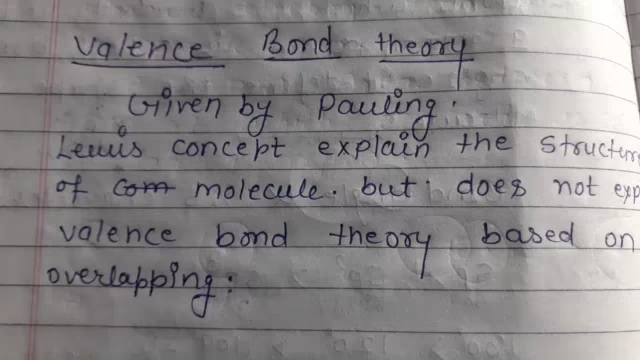 Valence Bond theory
Given by Pauling.
Lewis concept explain the structure
of com molecule. but does not exp
valence bond theory based on
overlapping: